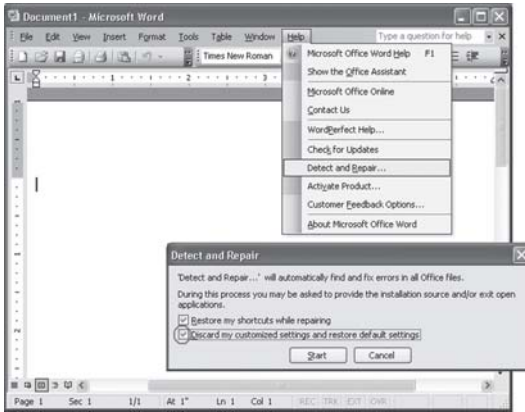 Document1 - Microsoft Word
File Edit View Insert Format Tools Table Window Help Type a question for help
Times New Roman
Microsoft Office Word Help F1
Show the Office Assistant
Microsoft Office Online
Contact Us
WordPerfect Help...
Check for Updates
Detect and Repair...
Activate Product...
Customer Feedback Options...
About Microsoft Office Word
1 2 3
Detect and Repair
'Detect and Repair...' will automatically find and fix errors in all Office files.
During this process you may be asked to provide the installation source and/or exit open
applications.
Restore my shortcuts while repairing
Discard my customized settings and restore default settings
Start Cancel
Page 1 Sec 1 1/1 At 1" Ln 1 Col 1 REC TRK EXT OVR